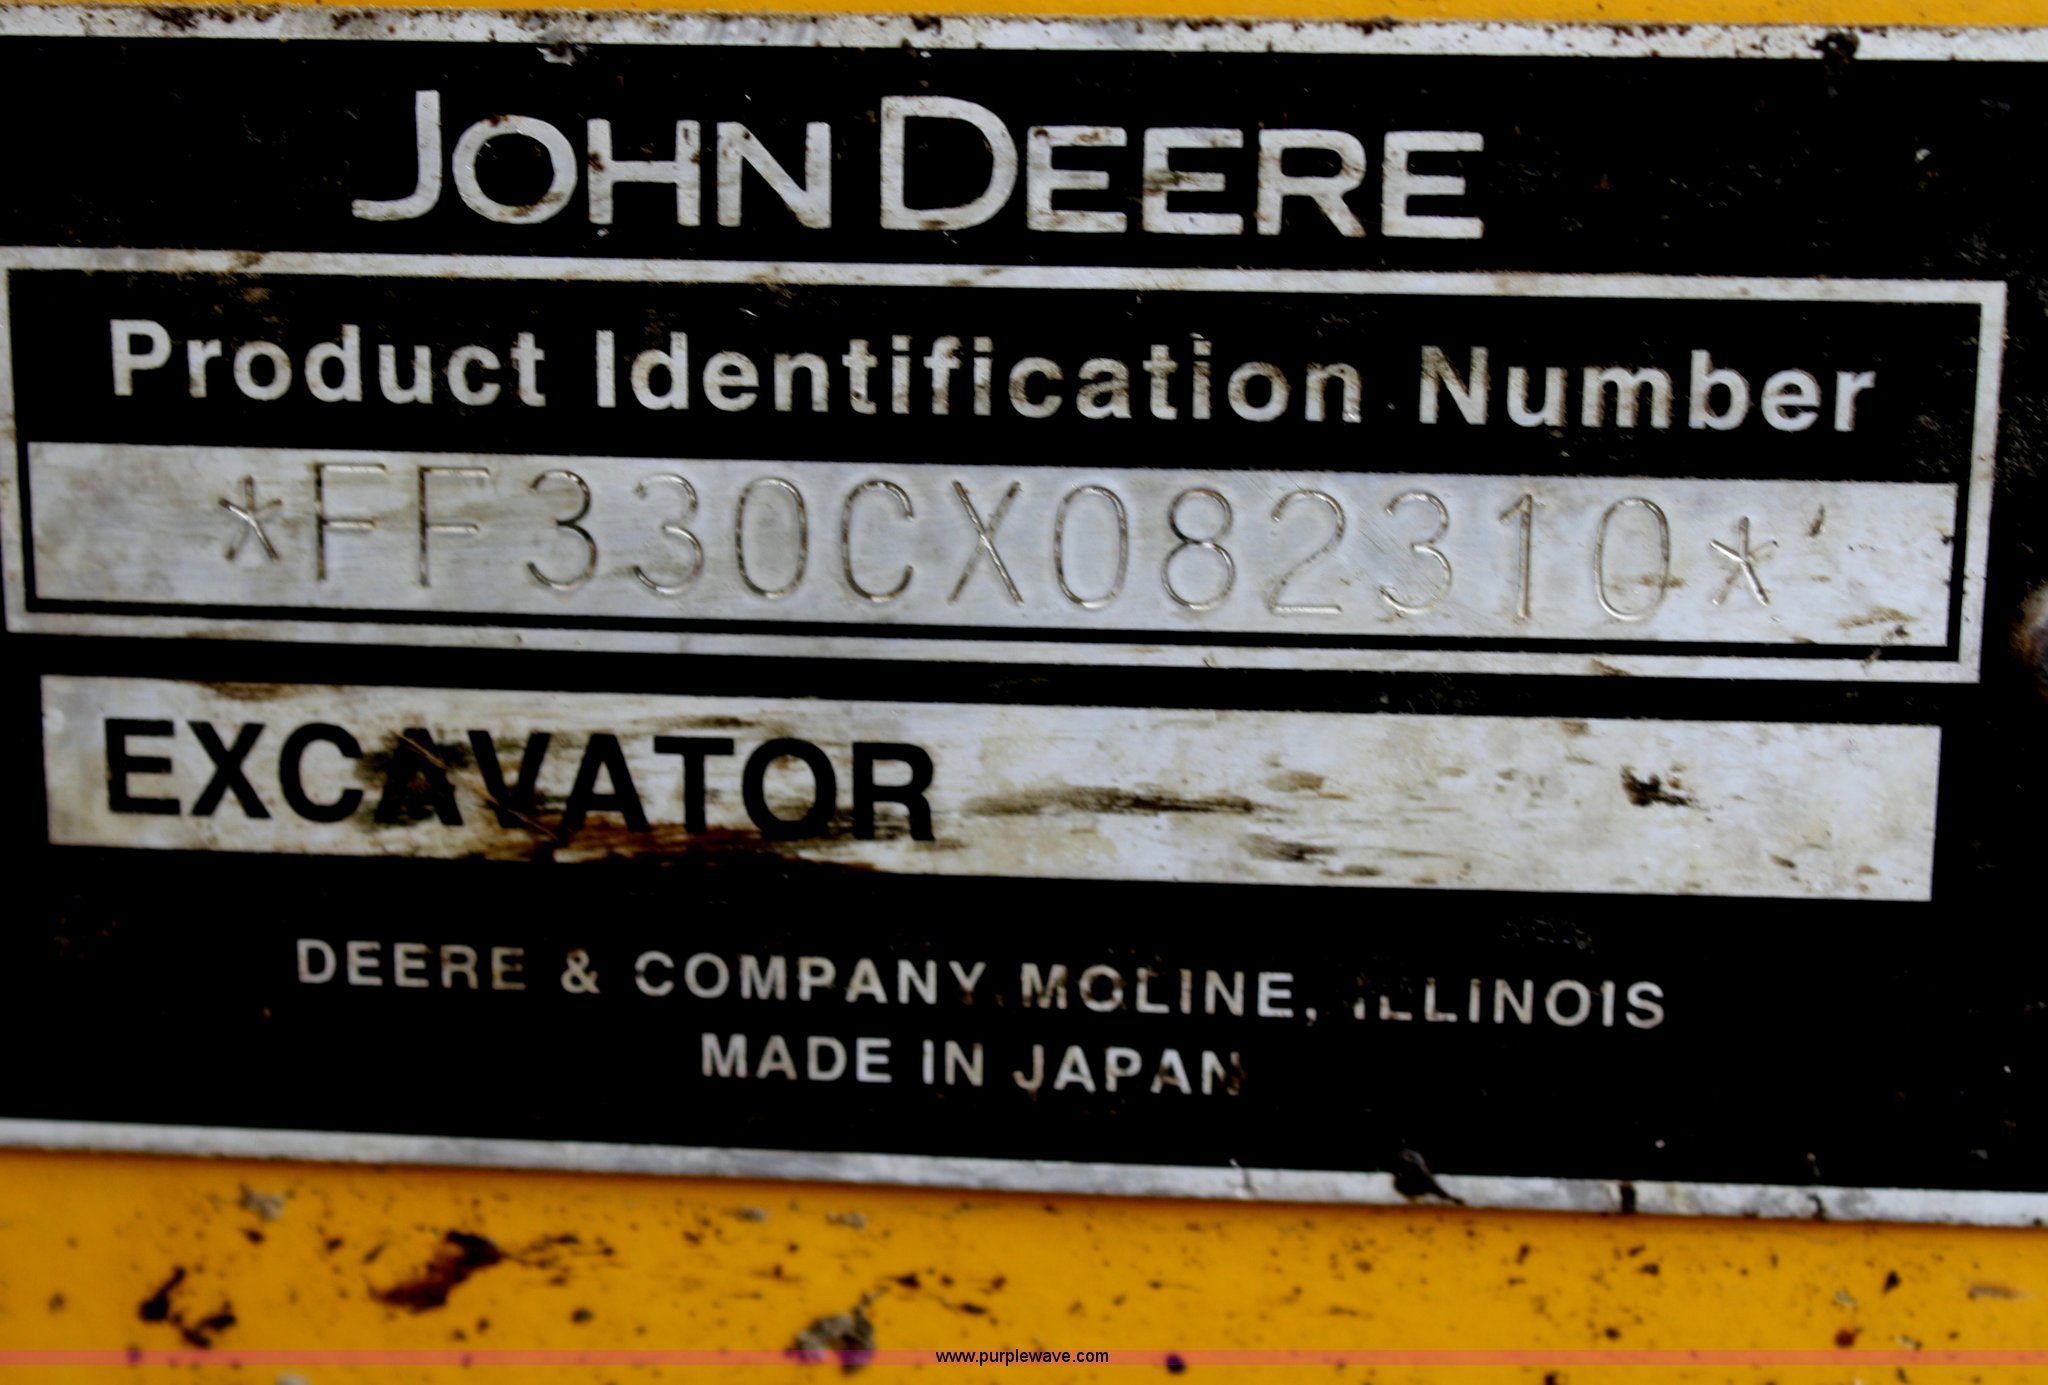 JOHN DEERE
Product Identification Number
*FF330CX082310*
EXCAVATOR
DEERE & COMPANY MOLINE, ILLINOIS
MADE IN JAPAN
www.purplewave.com